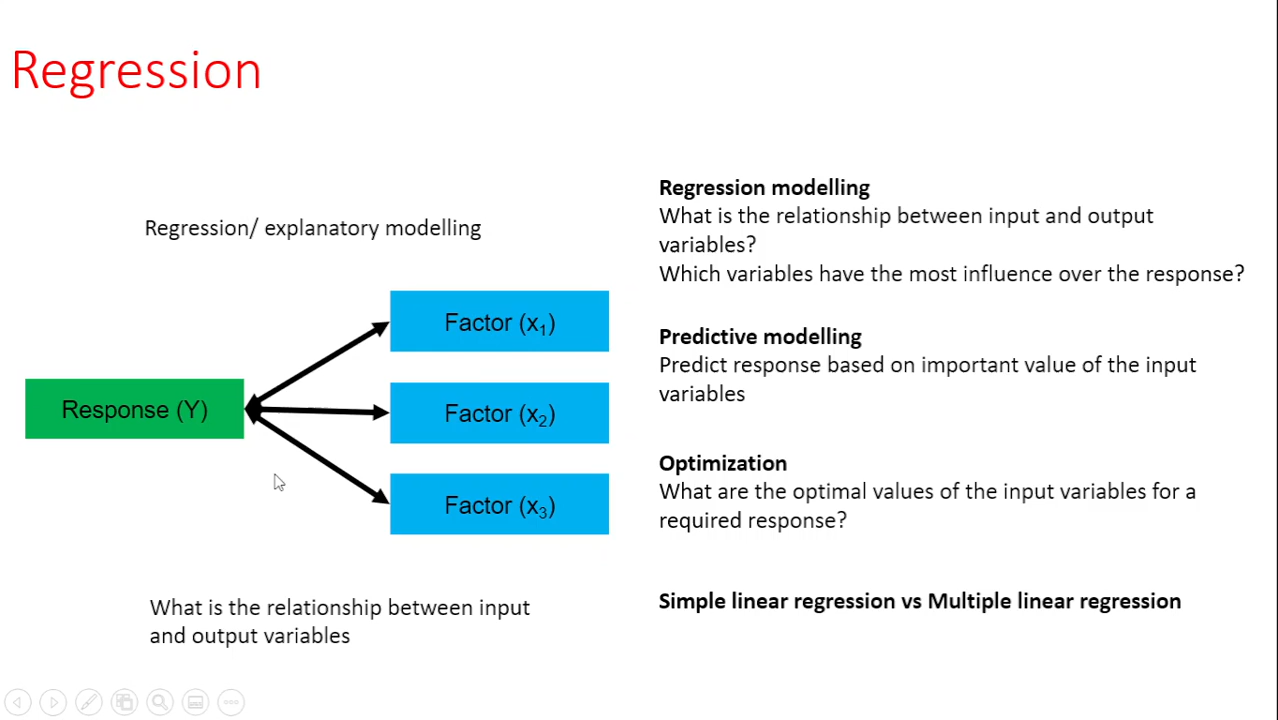 Regression
Regression/ explanatory modelling
Response (Y)
Factor (x₁)
Factor (x₂)
Factor (x₃)
What is the relationship between input
and output variables
Regression modelling
What is the relationship between input and output
variables?
Which variables have the most influence over the response?
Predictive modelling
Predict response based on important value of the input
variables
Optimization
What are the optimal values of the input variables for a
required response?
Simple linear regression vs Multiple linear regression